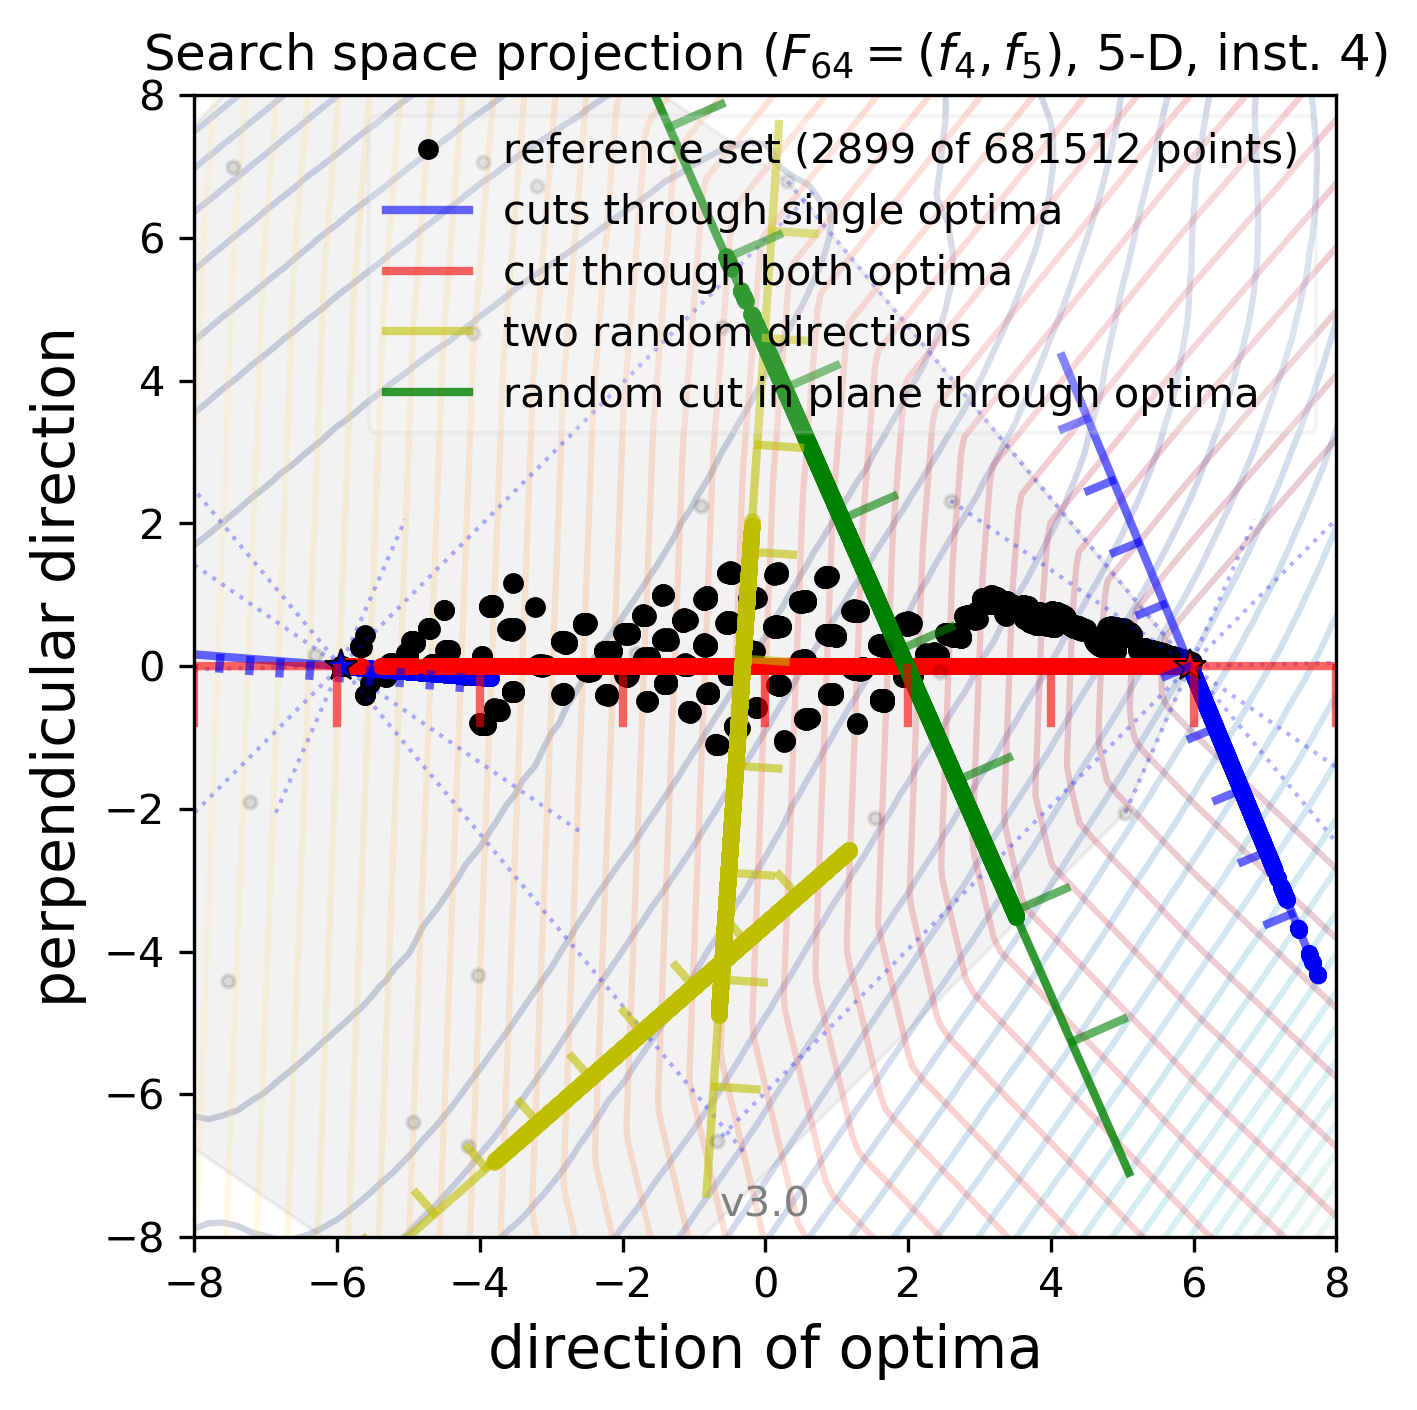 Search space projection (F64 = (f4, f5), 5-D, inst. 4)
8
6
4
2
0
−2
−4
−6
−8
perpendicular direction
reference set (2899 of 681512 points)
cuts through single optima
cut through both optima
two random directions
random cut in plane through optima
v3.0
−8 −6 −4 −2 0 2 4 6 8
direction of optima